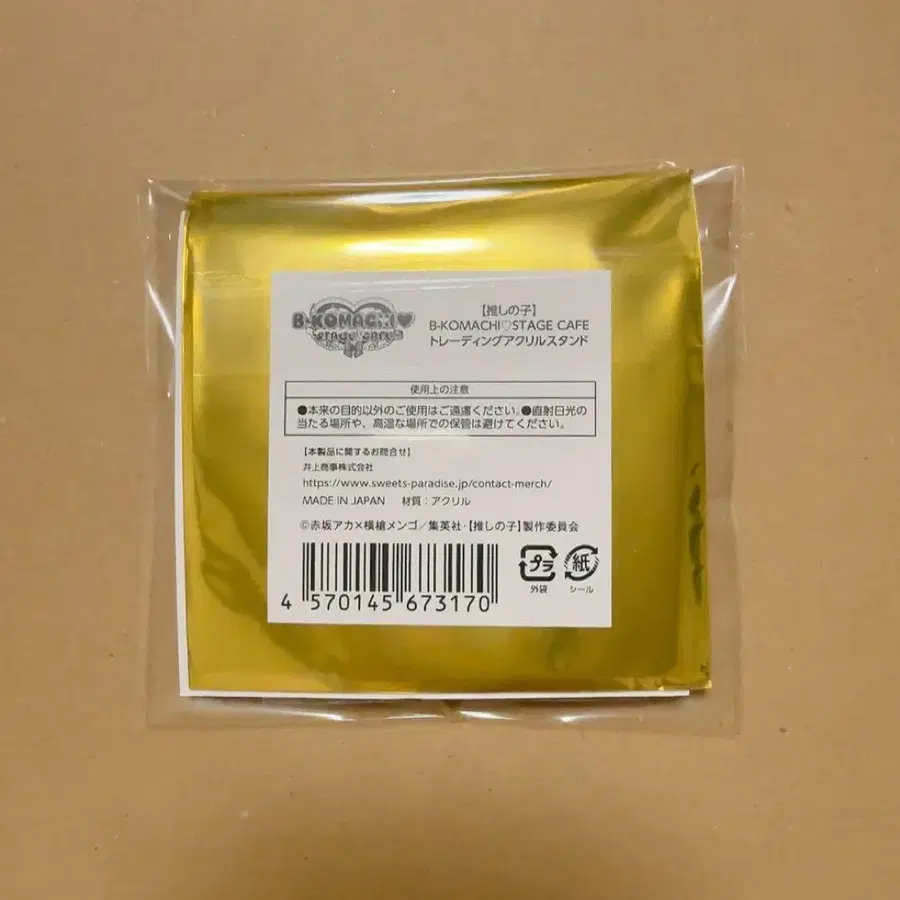 B-KOMACHI♥
STAGE CAFE
【推しの子】
B-KOMACHI♡STAGE CAFE
トレーディングアクリルスタンド
使用上の注意
●本来の目的以外のご使用はご遠慮ください。●直射日光の
当たる場所や、高温な場所での保管は避けてください。
【本製品に関するお問合せ】
井上商事株式会社
https://www.sweets-paradise.jp/contact-merch/
MADE IN JAPAN 材質：アクリル
©赤坂アカ×横槍メンゴ／集英社・【推しの子】製作委員会
4 570145 673170
プラ
外袋
紙
シール